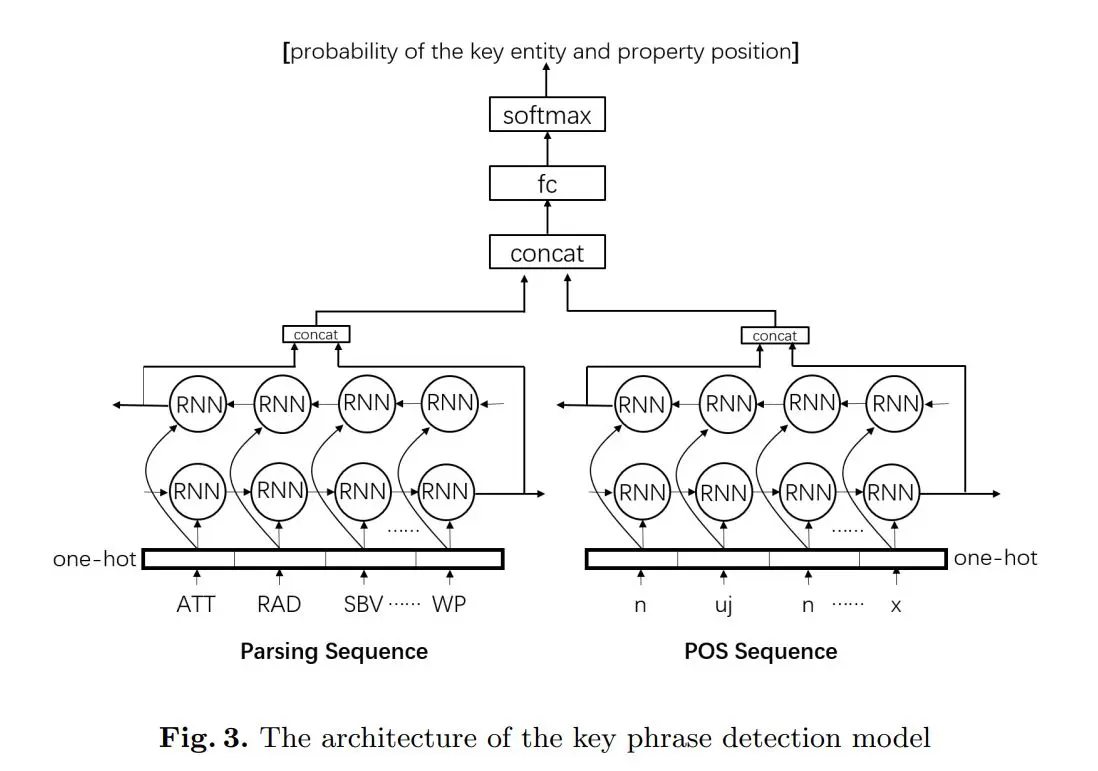 [probability of the key entity and property position]
softmax
fc
concat
concat concat
RNN RNN RNN RNN RNN RNN RNN RNN
RNN RNN RNN RNN RNN RNN RNN RNN
...... ......
one-hot one-hot
ATT RAD SBV ...... WP n uj n ...... x
Parsing Sequence POS Sequence
Fig. 3. The architecture of the key phrase detection model